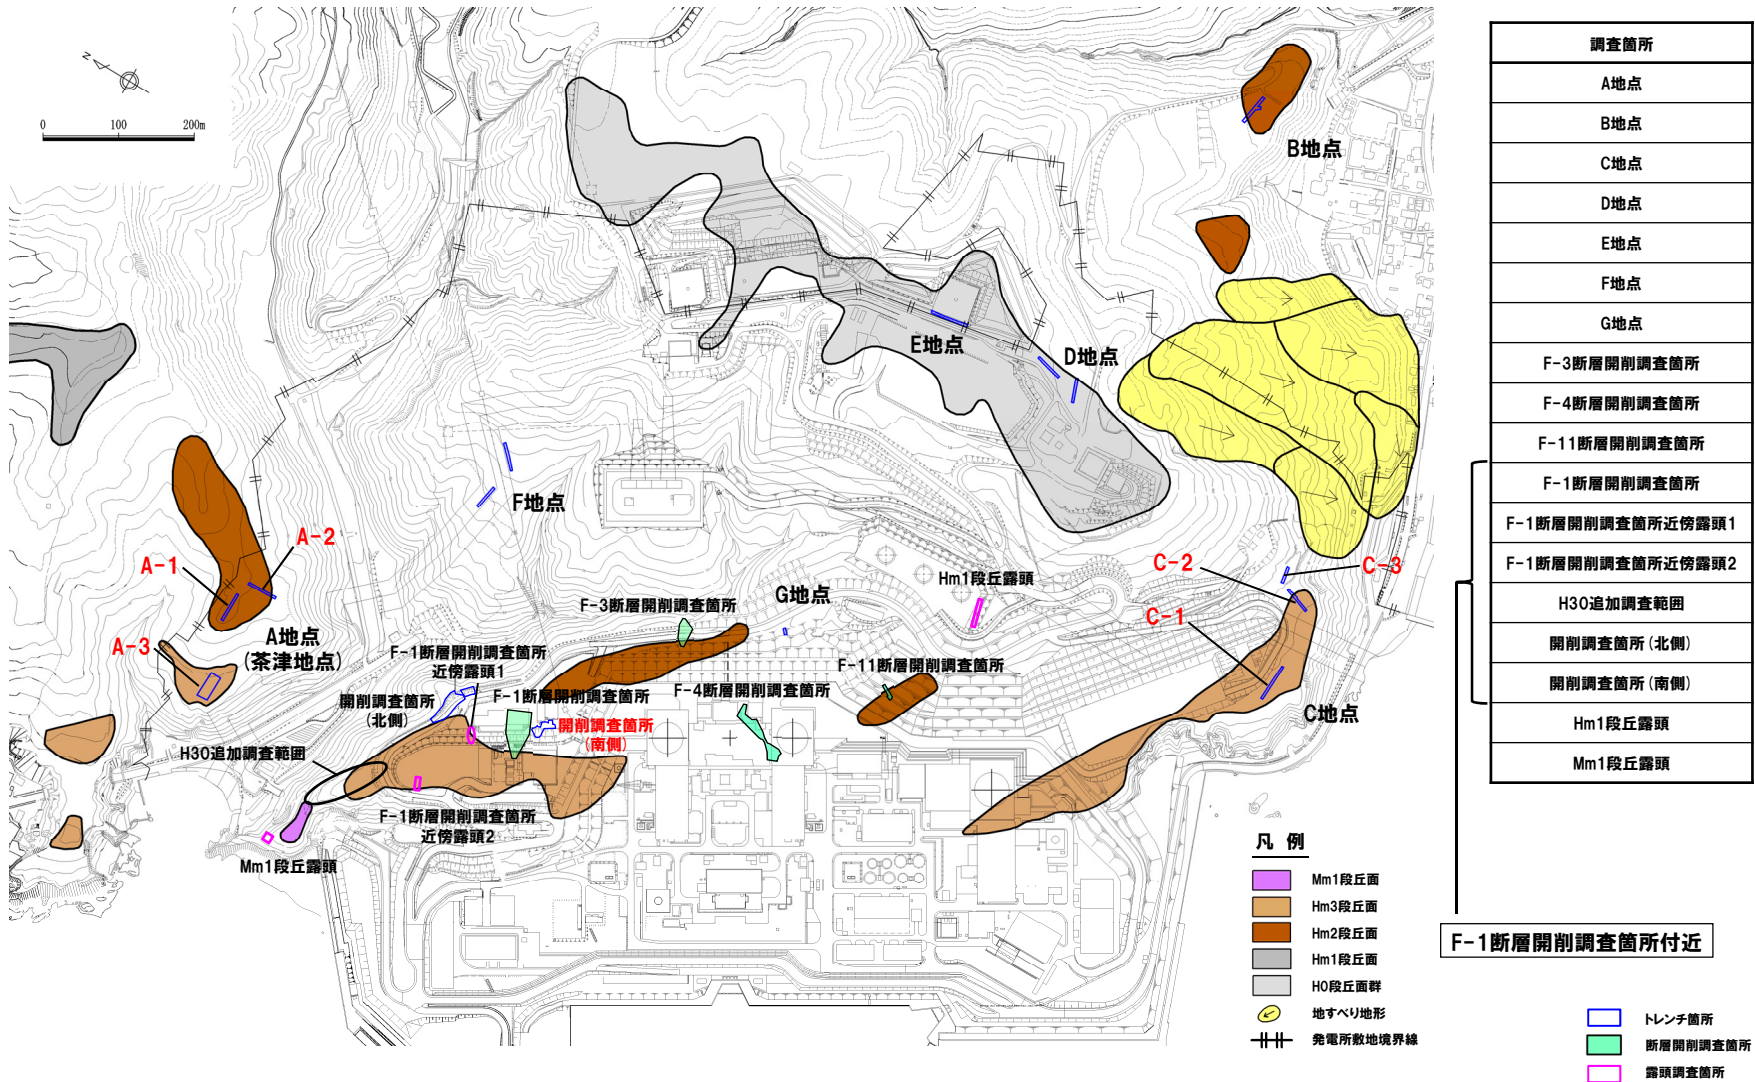 N
0 100 200m
B地点
E地点
D地点
F地点
A-2
A-1
A-3
A地点
(茶津地点)
C-2
C-3
C-1
Hm1段丘露頭
G地点
F-3断層開削調査箇所
F-1断層開削調査箇所
近傍露頭1
F-11断層開削調査箇所
F-1断層開削調査箇所
F-4断層開削調査箇所
開削調査箇所
(北側)
開削調査箇所
(南側)
C地点
H30追加調査範囲
F-1断層開削調査箇所
近傍露頭2
Mm1段丘露頭
凡 例
Mm1段丘面
Hm3段丘面
Hm2段丘面
Hm1段丘面
H0段丘面群
地すべり地形
発電所敷地境界線
調査箇所
A地点
B地点
C地点
D地点
E地点
F地点
G地点
F-3断層開削調査箇所
F-4断層開削調査箇所
F-11断層開削調査箇所
F-1断層開削調査箇所
F-1断層開削調査箇所近傍露頭1
F-1断層開削調査箇所近傍露頭2
H30追加調査範囲
開削調査箇所(北側)
開削調査箇所(南側)
Hm1段丘露頭
Mm1段丘露頭
F-1断層開削調査箇所付近
トレンチ箇所
断層開削調査箇所
露頭調査箇所